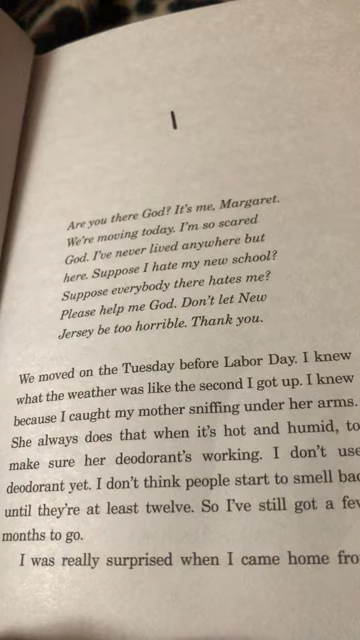 1
Are you there God? It's me, Margaret.
We're moving today. I'm so scared
God. I've never lived anywhere but
here. Suppose I hate my new school?
Suppose everybody there hates me?
Please help me God. Don't let New
Jersey be too horrible. Thank you.
We moved on the Tuesday before Labor Day. I knew
what the weather was like the second I got up. I knew
because I caught my mother sniffing under her arms.
She always does that when it's hot and humid, to
make sure her deodorant's working. I don't use
deodorant yet. I don't think people start to smell bad
until they're at least twelve. So I've still got a few
months to go.
I was really surprised when I came home